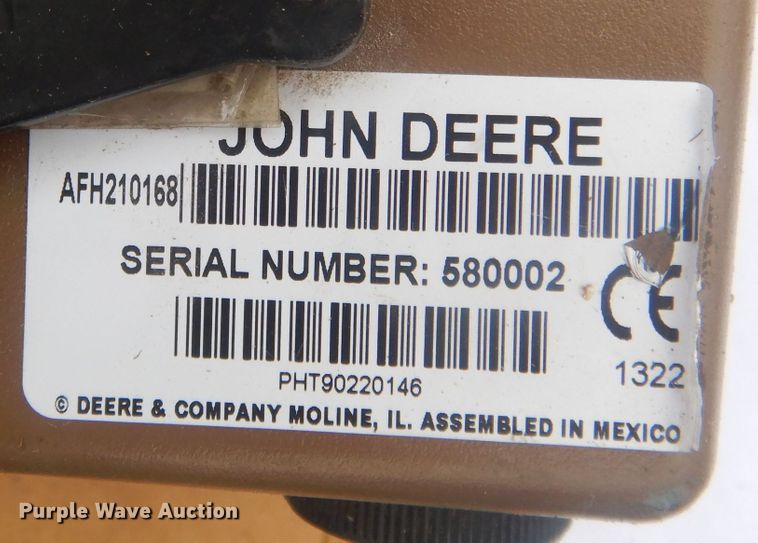 JOHN DEERE
AFH210168
SERIAL NUMBER: 580002
CE
PHT90220146
1322
© DEERE & COMPANY MOLINE, IL. ASSEMBLED IN MEXICO
Purple Wave Auction